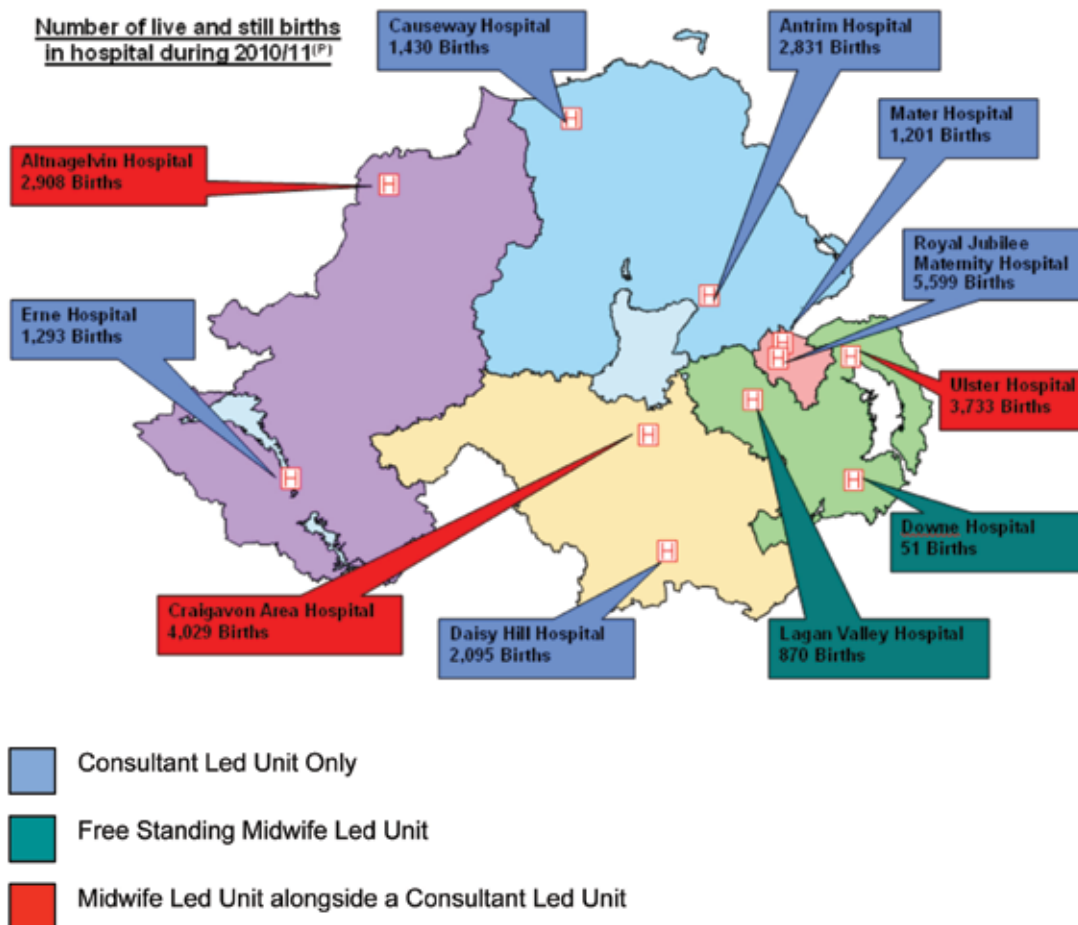 Number of live and still births
in hospital during 2010/11(P)
Causeway Hospital
1,430 Births
Antrim Hospital
2,831 Births
Mater Hospital
1,201 Births
Altnagelvin Hospital
2,908 Births
Royal Jubilee
Maternity Hospital
5,599 Births
Erne Hospital
1,293 Births
Ulster Hospital
3,733 Births
Downe Hospital
51 Births
Craigavon Area Hospital
4,029 Births
Daisy Hill Hospital
2,095 Births
Lagan Valley Hospital
870 Births
H
H
H
H
H
H
H
H
H
H
Consultant Led Unit Only
Free Standing Midwife Led Unit
Midwife Led Unit alongside a Consultant Led Unit